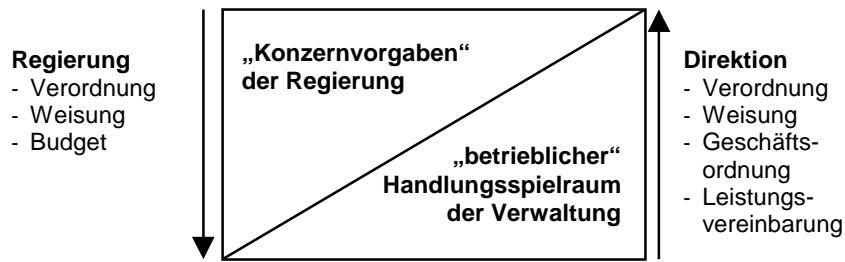 Regierung
- Verordnung
- Weisung
- Budget
„Konzernvorgaben“
der Regierung
„betrieblicher“
Handlungsspielraum
der Verwaltung
Direktion
- Verordnung
- Weisung
- Geschäfts-
ordnung
- Leistungs-
vereinbarung